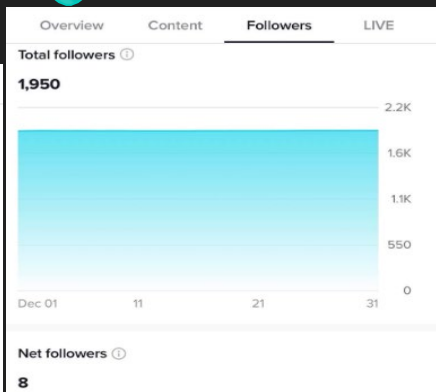 Overview Content Followers LIVE
Total followers
1,950
2.2K
1.6K
1.1K
550
0
Dec 01 11 21 31
Net followers
8